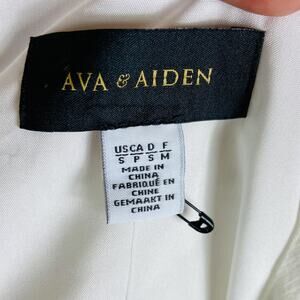 AVA & AIDEN
USCA D F
S P S M
MADE IN
CHINA
FABRIQUÉ EN
CHINE
GEMAAKT IN
CHINA